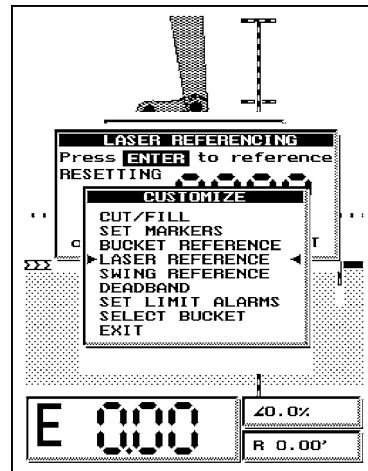 LASER REFERENCING
Press ENTER to reference
RESETTING
CUSTOMIZE
CUT/FILL
SET MARKERS
BUCKET REFERENCE
LASER REFERENCE
SWING REFERENCE
DEADBAND
SET LIMIT ALARMS
SELECT BUCKET
EXIT
E 0.00
∠0.0%
R 0.00'